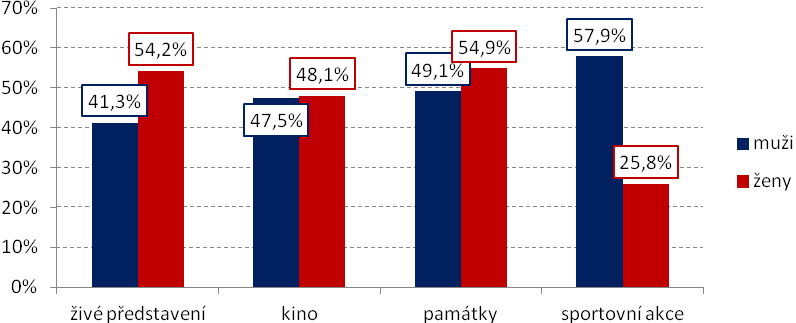 70%
60%
50%
40%
30%
20%
10%
0%
41,3%
54,2%
47,5%
48,1%
49,1%
54,9%
57,9%
25,8%
živé představení
kino
památky
sportovní akce
muži
ženy